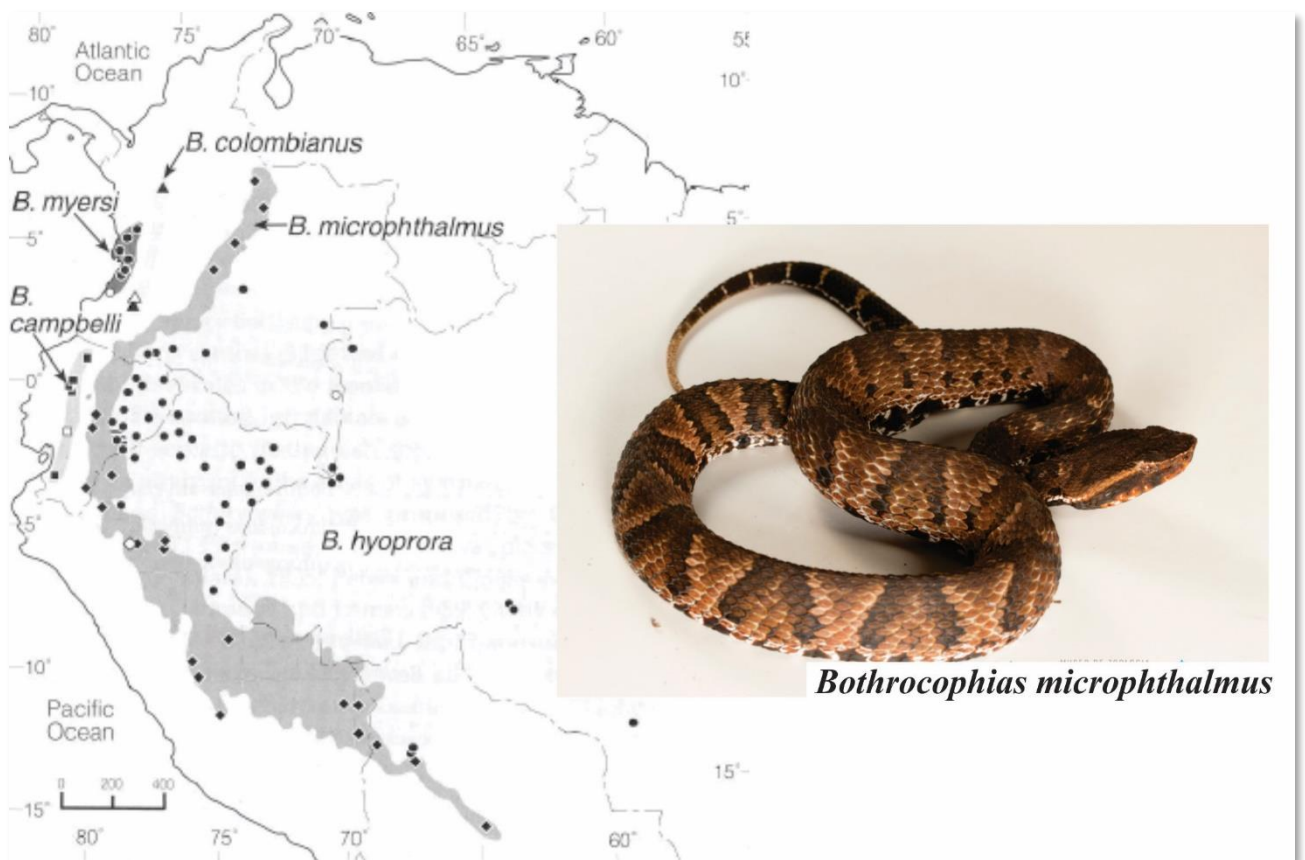 80° 75° 70° 65° 60° 55
Atlantic
Ocean
10°
10°
B. colombianus
B. myersi
B. microphthalmus
5°
5°
B.
campbelli
0°
5°
B. hyoprora
10°
Bothrocophias microphthalmus
Pacific
Ocean
15°
0 200 400
15°
80° 75° 70° 60°